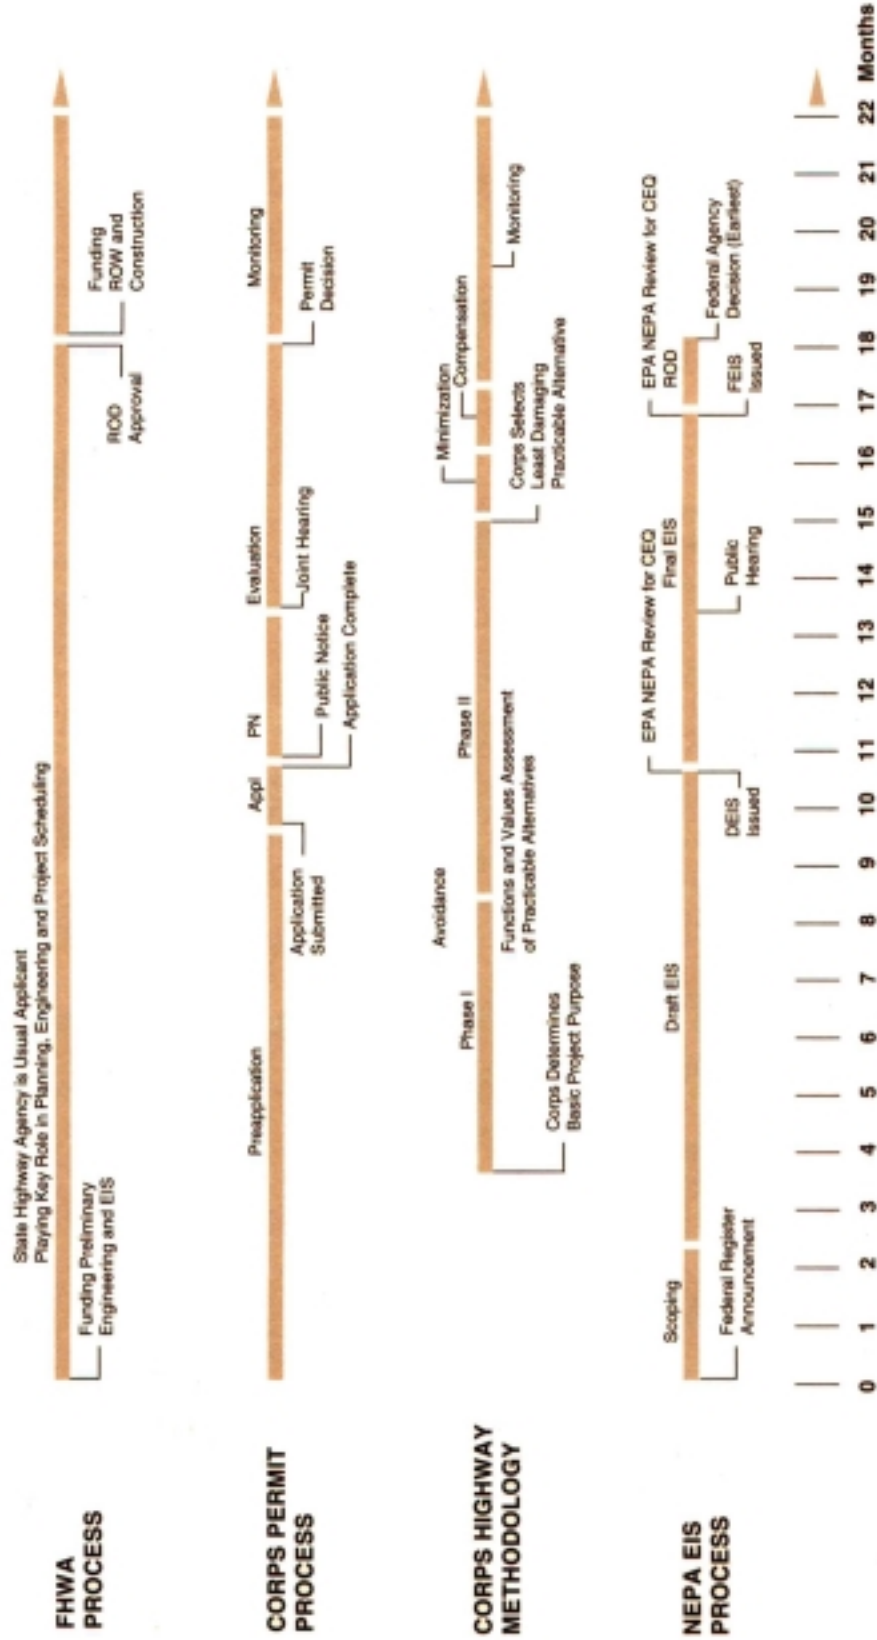 State Highway Agency is Usual Applicant
Playing Key Role in Planning, Engineering and Project Scheduling
FHWA
PROCESS
Funding Preliminary
Engineering and EIS
ROD
Approval
Funding
ROW and
Construction
CORPS PERMIT
PROCESS
Preapplication
Appl
PN
Evaluation
Monitoring
Application
Submitted
Public Notice
Application Complete
Joint Hearing
Permit
Decision
CORPS HIGHWAY
METHODOLOGY
Avoidance
Minimization
Compensation
Phase I
Phase II
Corps Determines
Basic Project Purpose
Functions and Values Assessment
of Practicable Alternatives
Corps Selects
Least Damaging
Practicable Alternative
Monitoring
NEPA EIS
PROCESS
Scoping
Draft EIS
EPA NEPA Review for CEQ
Final EIS
EPA NEPA Review for CEQ
ROD
Federal Register
Announcement
DEIS
Issued
Public
Hearing
FEIS
Issued
Federal Agency
Decision (Earliest)
0 1 2 3 4 5 6 7 8 9 10 11 12 13 14 15 16 17 18 19 20 21 22 Months